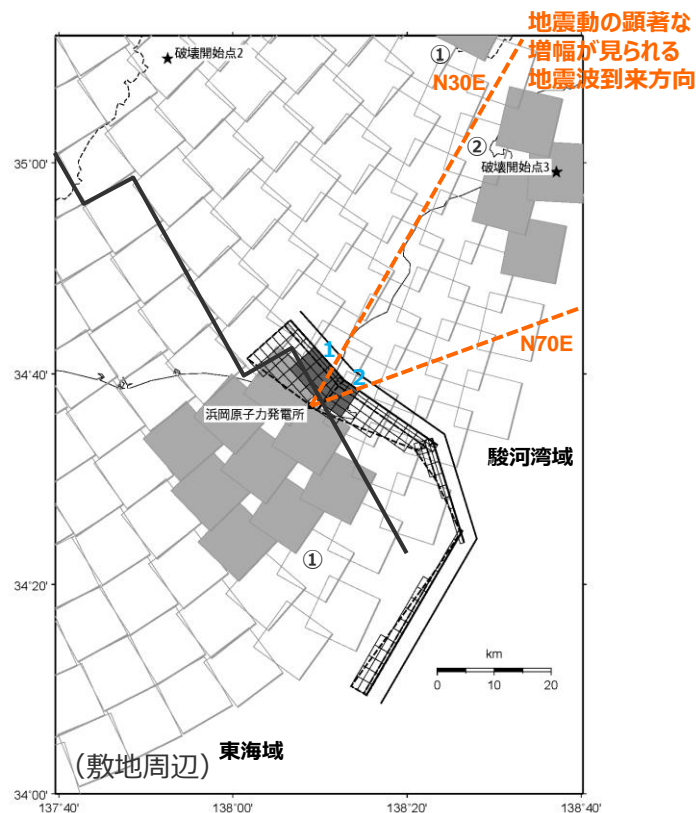 地震動の顕著な
増幅が見られる
地震波到来方向
①
★破壊開始点2
N30E
②
破壊開始点3★
35°00'
1
2
N70E
34°40'
浜岡原子力発電所
駿河湾域
34°20'
①
km
0 10 20
東海域
(敷地周辺)
34°00'
137°40' 138°00' 138°20' 138°40'